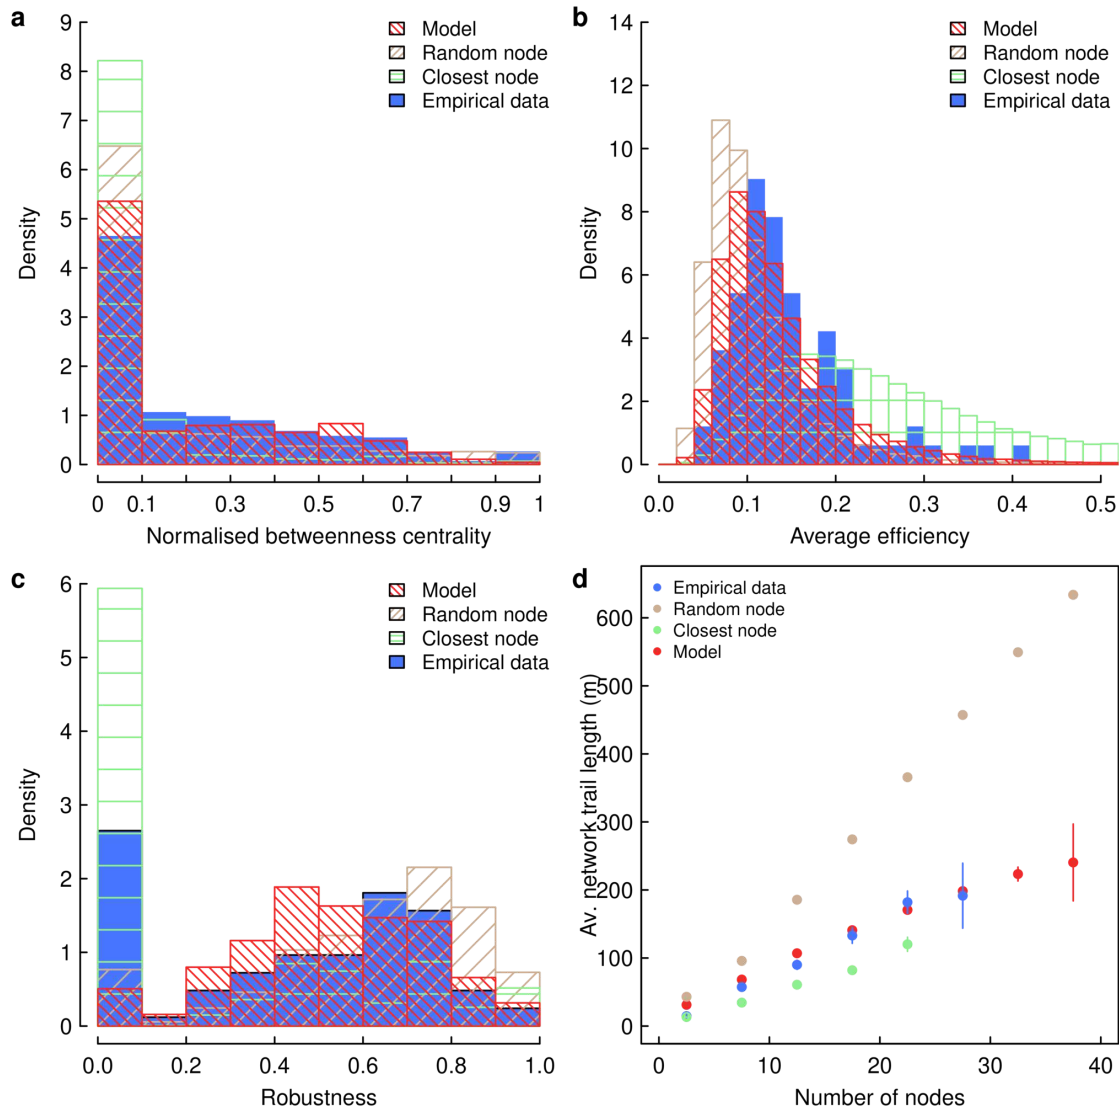 a
9
8
7
6
5
4
3
2
1
0
Density
Model
Random node
Closest node
Empirical data
0 0.1 0.3 0.5 0.7 0.9 1
Normalised betweenness centrality
b
14
12
10
8
6
4
2
0
Density
Model
Random node
Closest node
Empirical data
0.0 0.1 0.2 0.3 0.4 0.5
Average efficiency
c
6
5
4
3
2
1
0
Density
Model
Random node
Closest node
Empirical data
0.0 0.2 0.4 0.6 0.8 1.0
Robustness
d
Empirical data
Random node
Closest node
Model
600
500
400
300
200
100
0
Av. network trail length (m)
0 10 20 30 40
Number of nodes